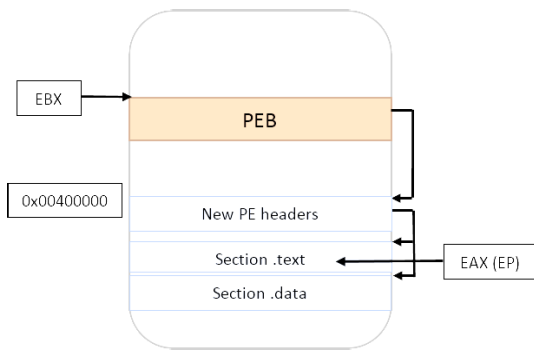 EBX
PEB
0x00400000
New PE headers
Section .text
EAX (EP)
Section .data